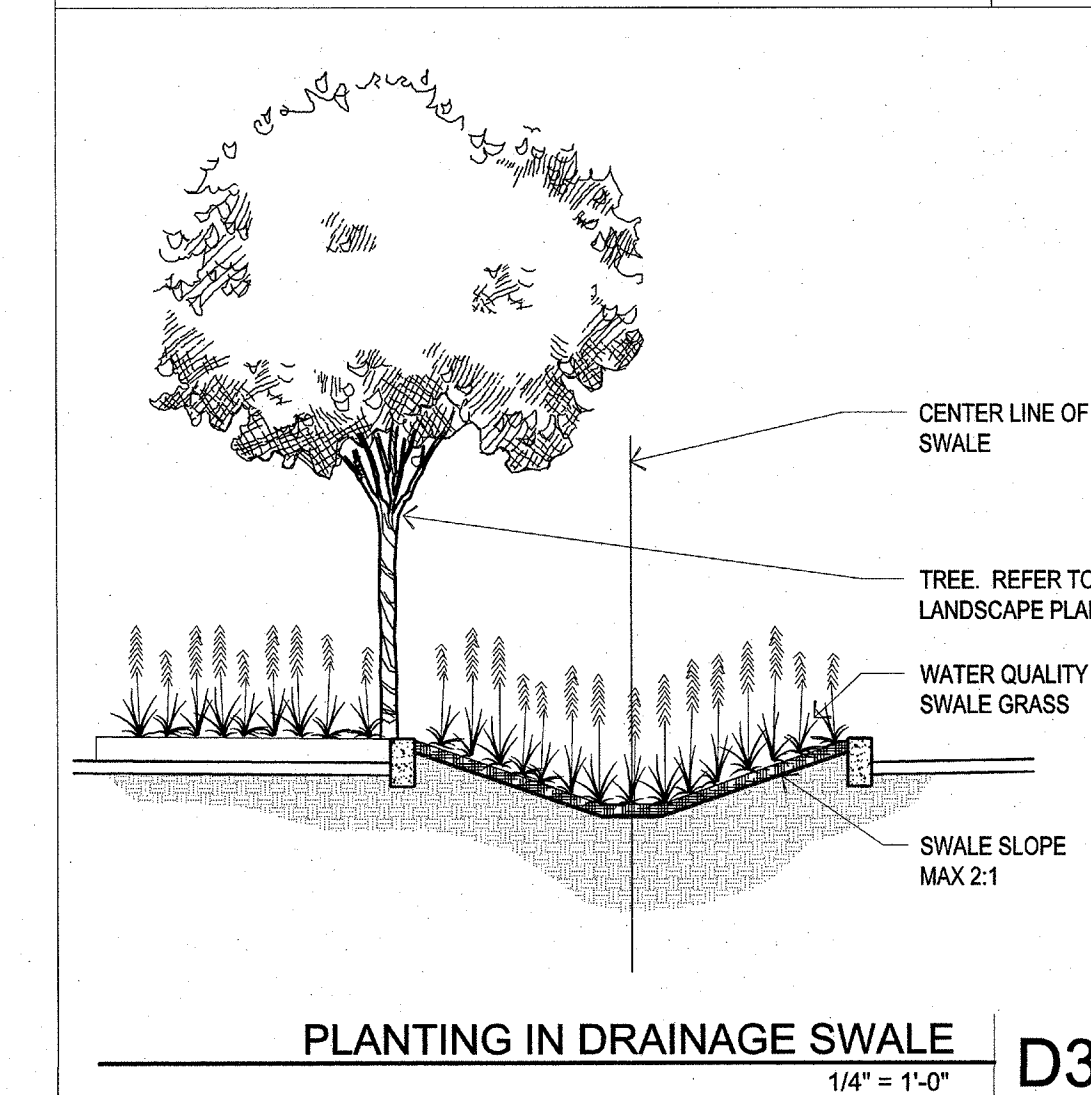 CENTER LINE OF
SWALE
TREE. REFER TO
LANDSCAPE
WATER QUALITY
SWALE GRASS
SWALE SLOPE
MAX 2:1
PLANTING IN DRAINAGE SWALE
1/4" = 1'-0"
D3